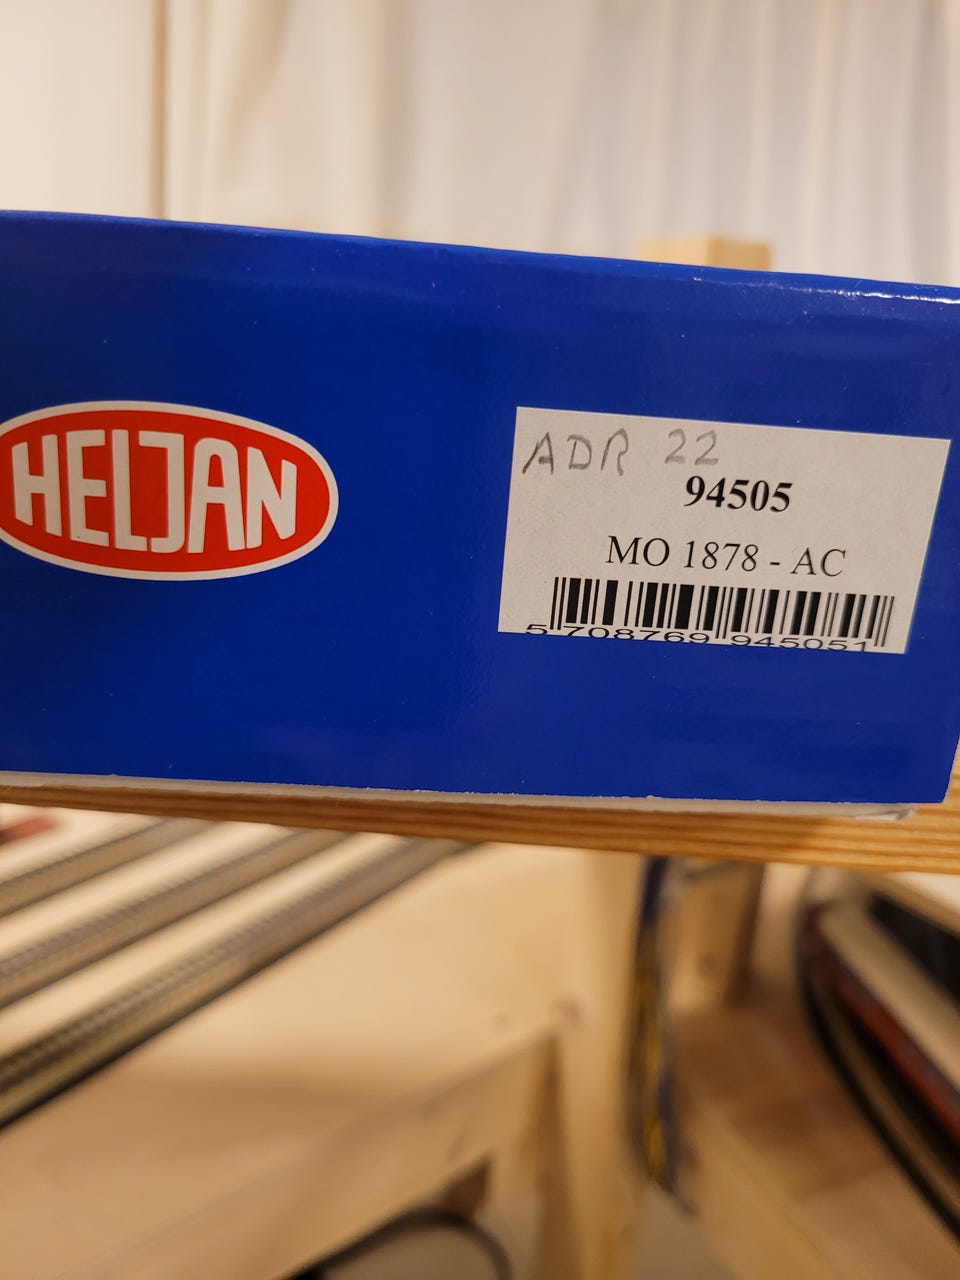 HELJAN
ADR 22
94505
MO 1878 - AC
5 708769 945051